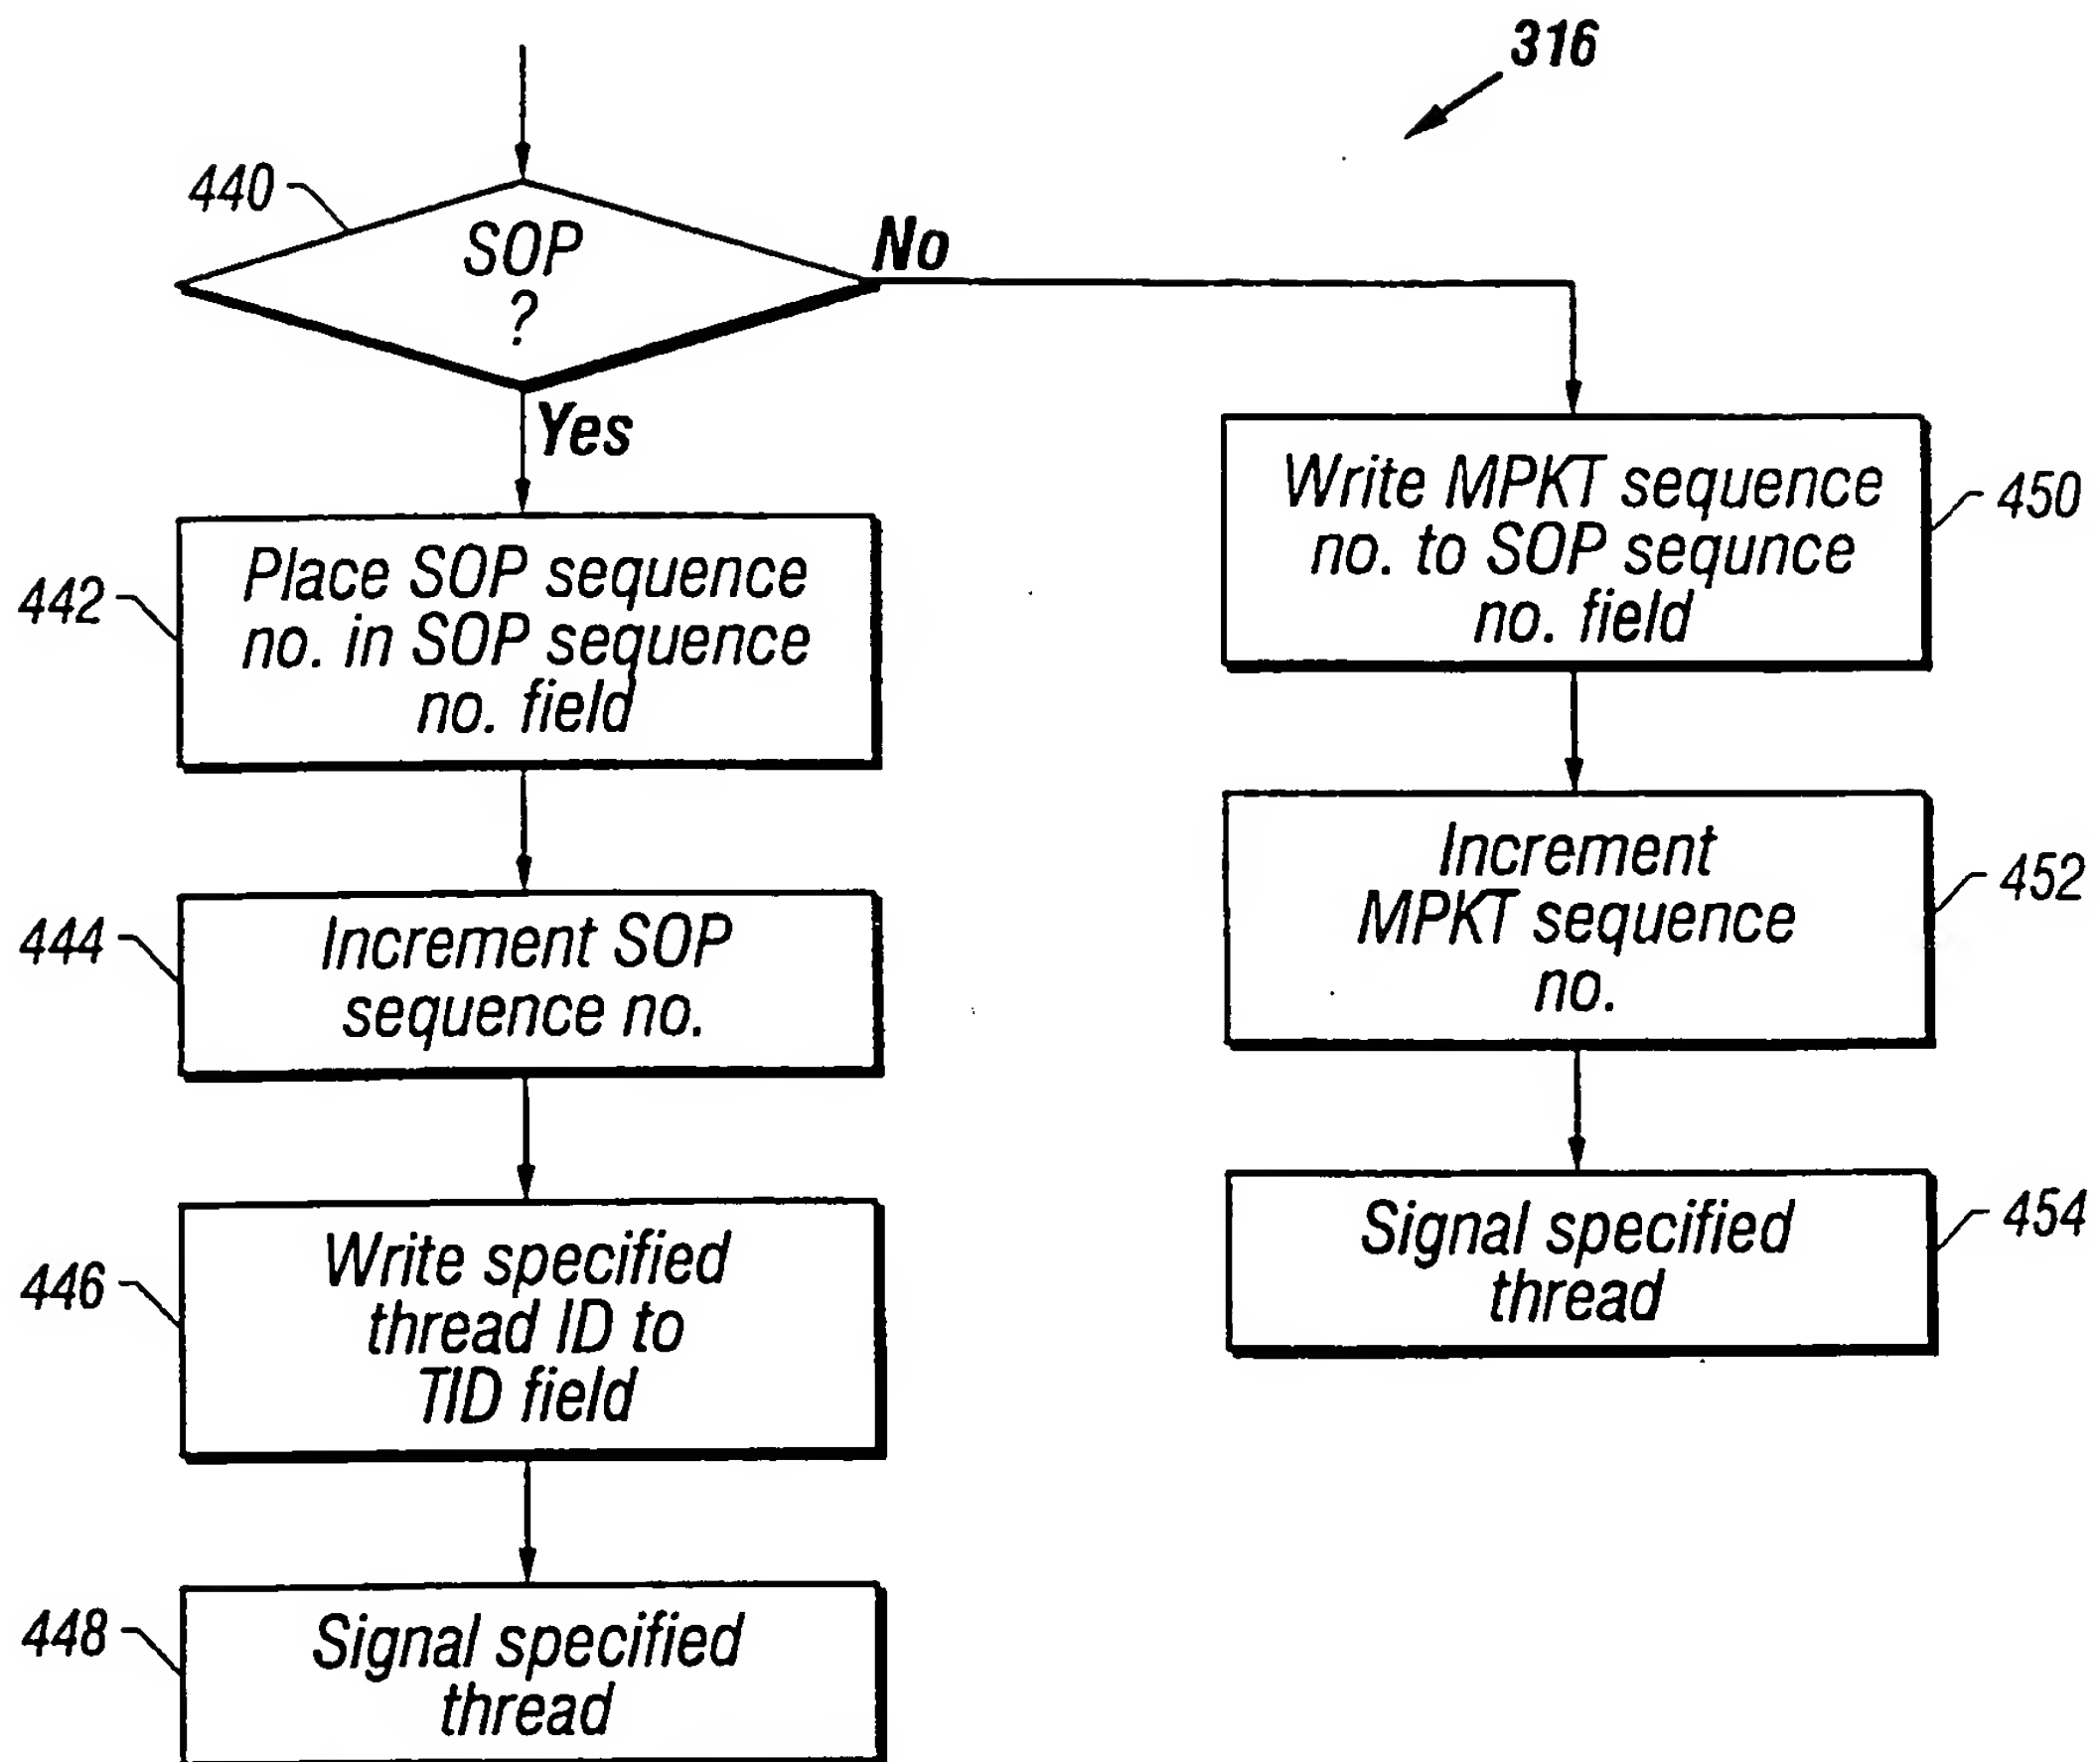 316
440
SOP
?
No
Yes
442
Place SOP sequence
no. in SOP sequence
no. field
444
Increment SOP
sequence no.
446
Write specified
thread ID to
TID field
448
Signal specified
thread
Write MPKT sequence
no. to SOP sequnce
no. field
450
Increment
MPKT sequence
no.
452
Signal specified
thread
454